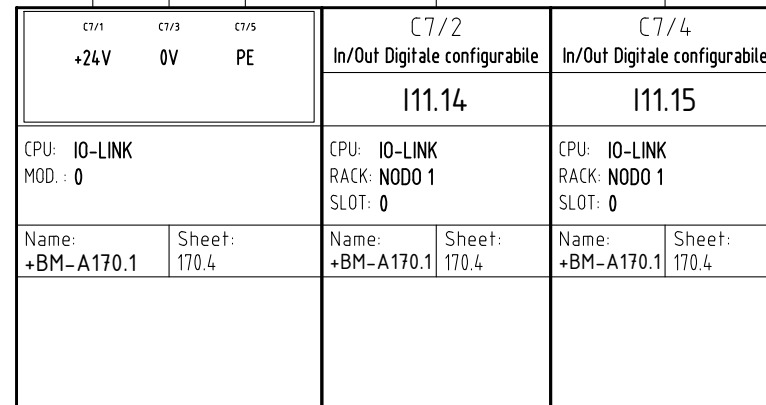 C7/1 C7/3 C7/5
+24V 0V PE
CPU: IO-LINK
MOD. : 0
Name: Sheet:
+BM-A170.1 170.4
C7/2
In/Out Digitale configurabile
I11.14
CPU: IO-LINK
RACK: NODO 1
SLOT: 0
Name: Sheet:
+BM-A170.1 170.4
C7/4
In/Out Digitale configurabile
I11.15
CPU: IO-LINK
RACK: NODO 1
SLOT: 0
Name: Sheet:
+BM-A170.1 170.4